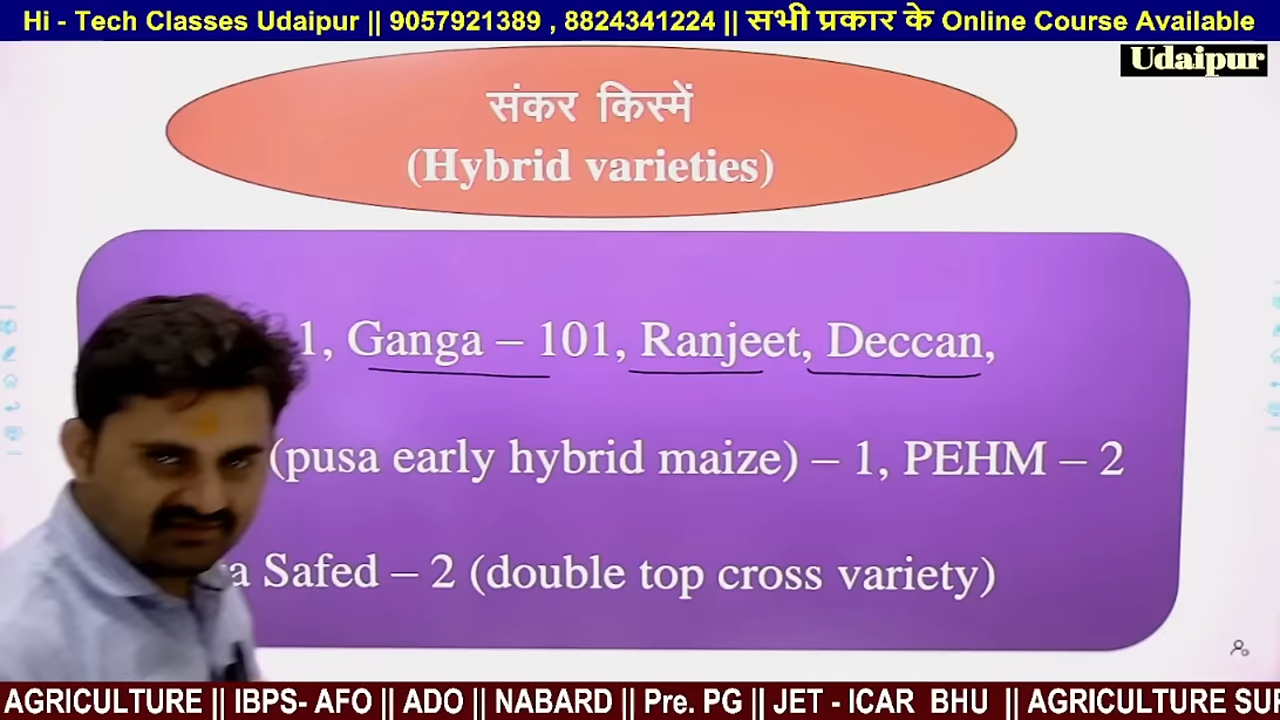 Hi - Tech Classes Udaipur || 9057921389 , 8824341224 || सभी प्रकार के Online Course Available
Udaipur
संकर किस्में
(Hybrid varieties)
1, Ganga – 101, Ranjeet, Deccan,
(pusa early hybrid maize) – 1, PEHM – 2
a Safed – 2 (double top cross variety)
AGRICULTURE || IBPS- AFO || ADO || NABARD || Pre. PG || JET - ICAR BHU || AGRICULTURE SUP